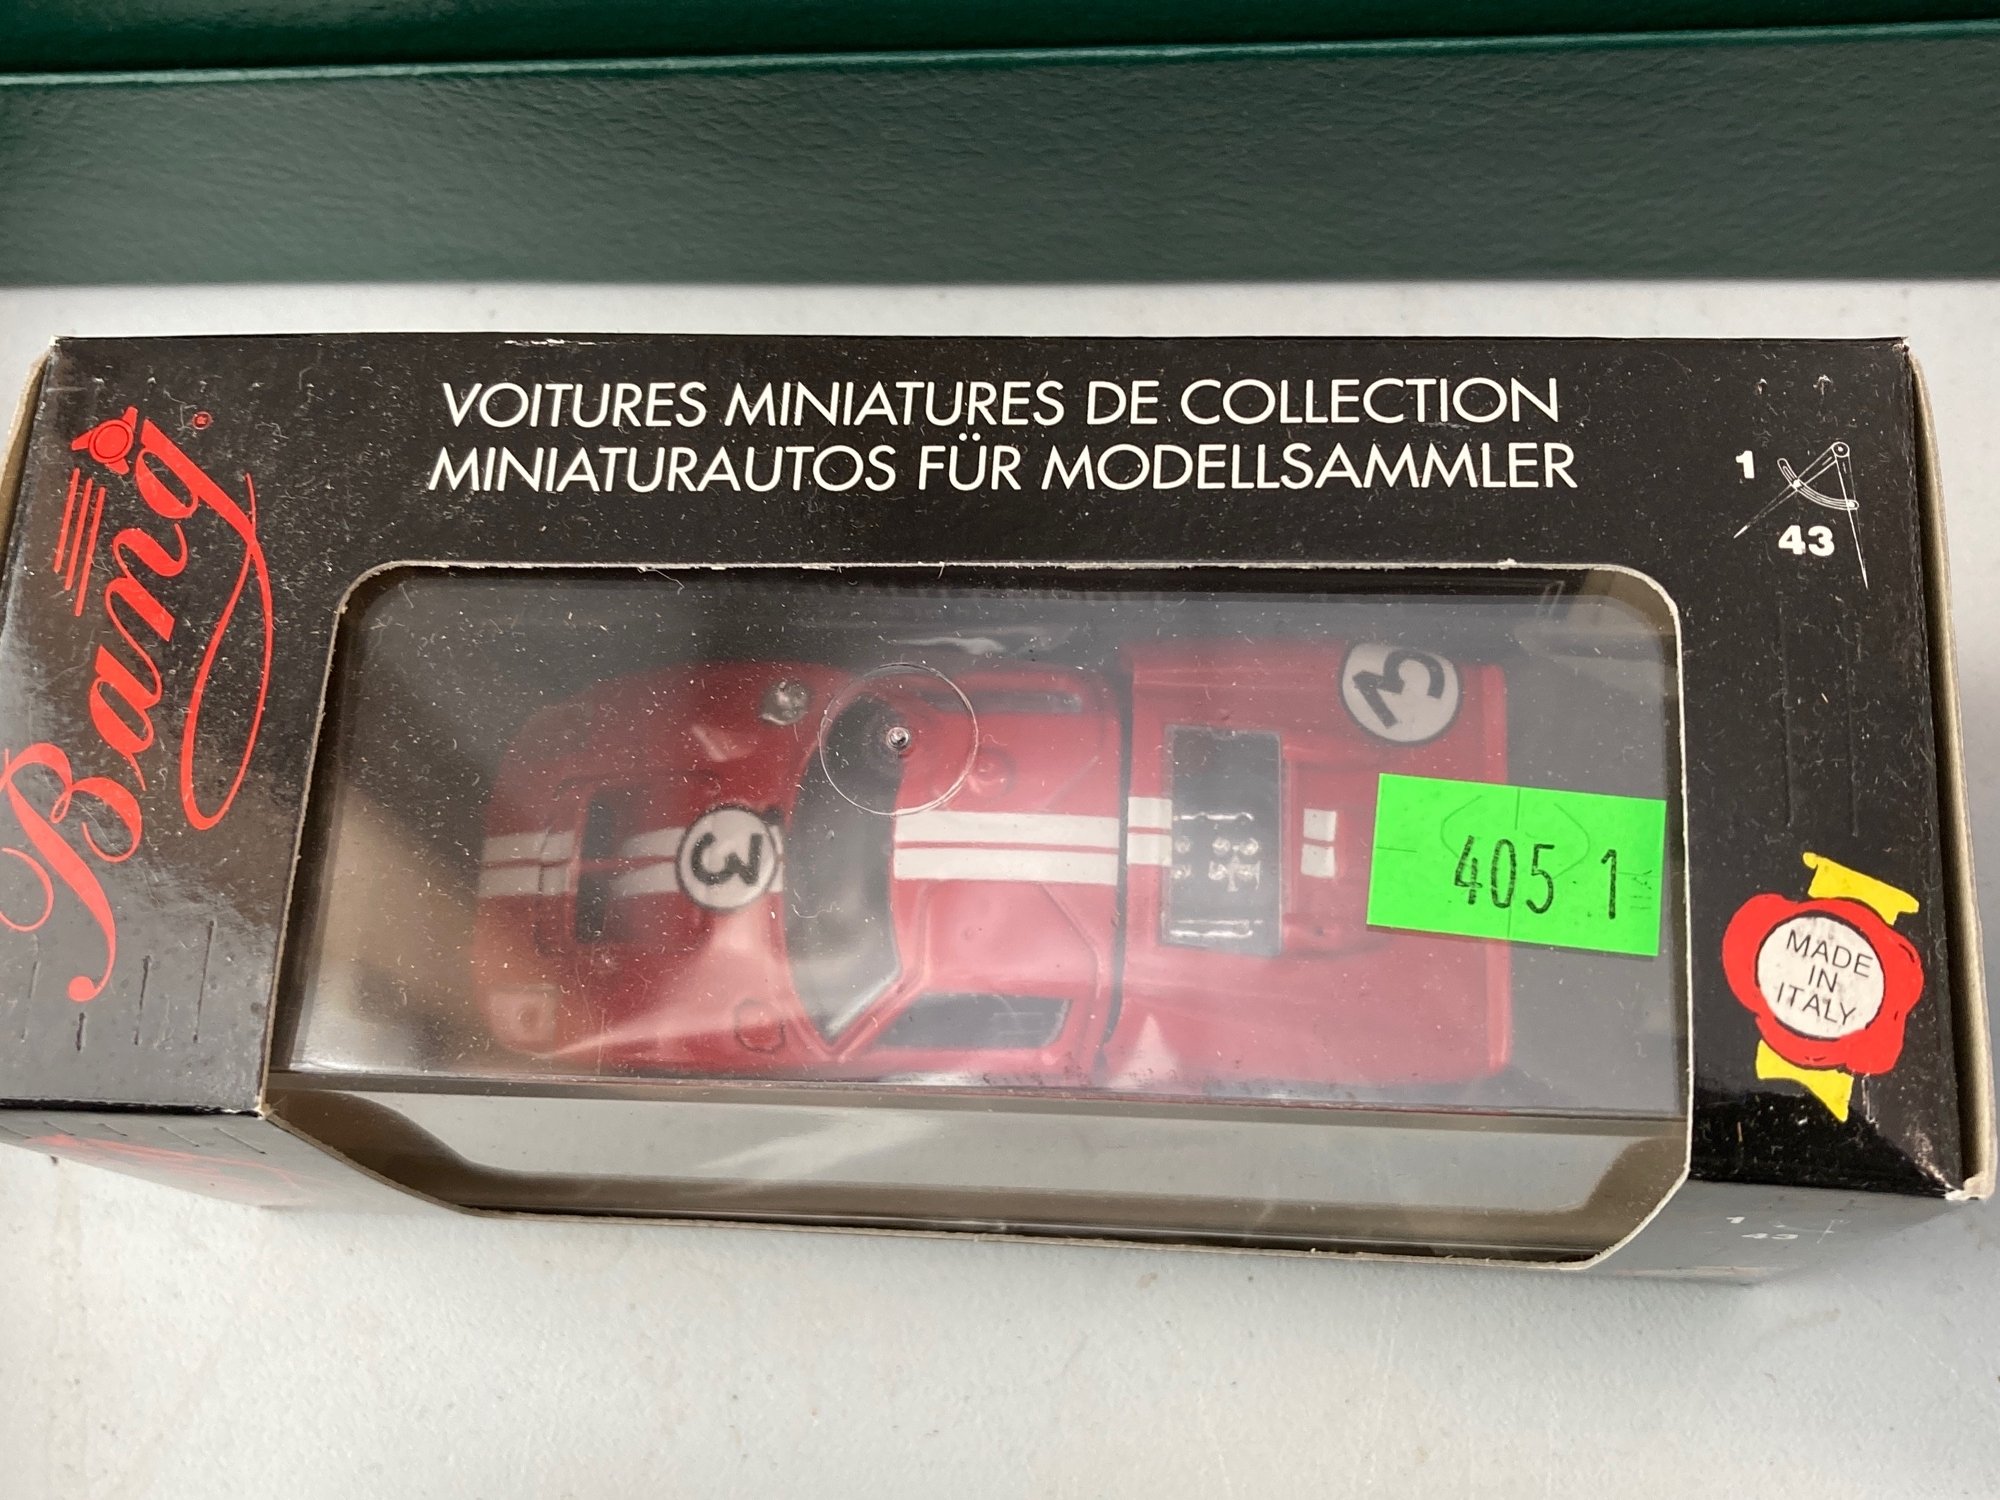 Bang®
VOITURES MINIATURES DE COLLECTION
MINIATURAUTOS FÜR MODELLSAMMLER
1
43
3
3
405 1
MADE
IN
ITALY
1
43